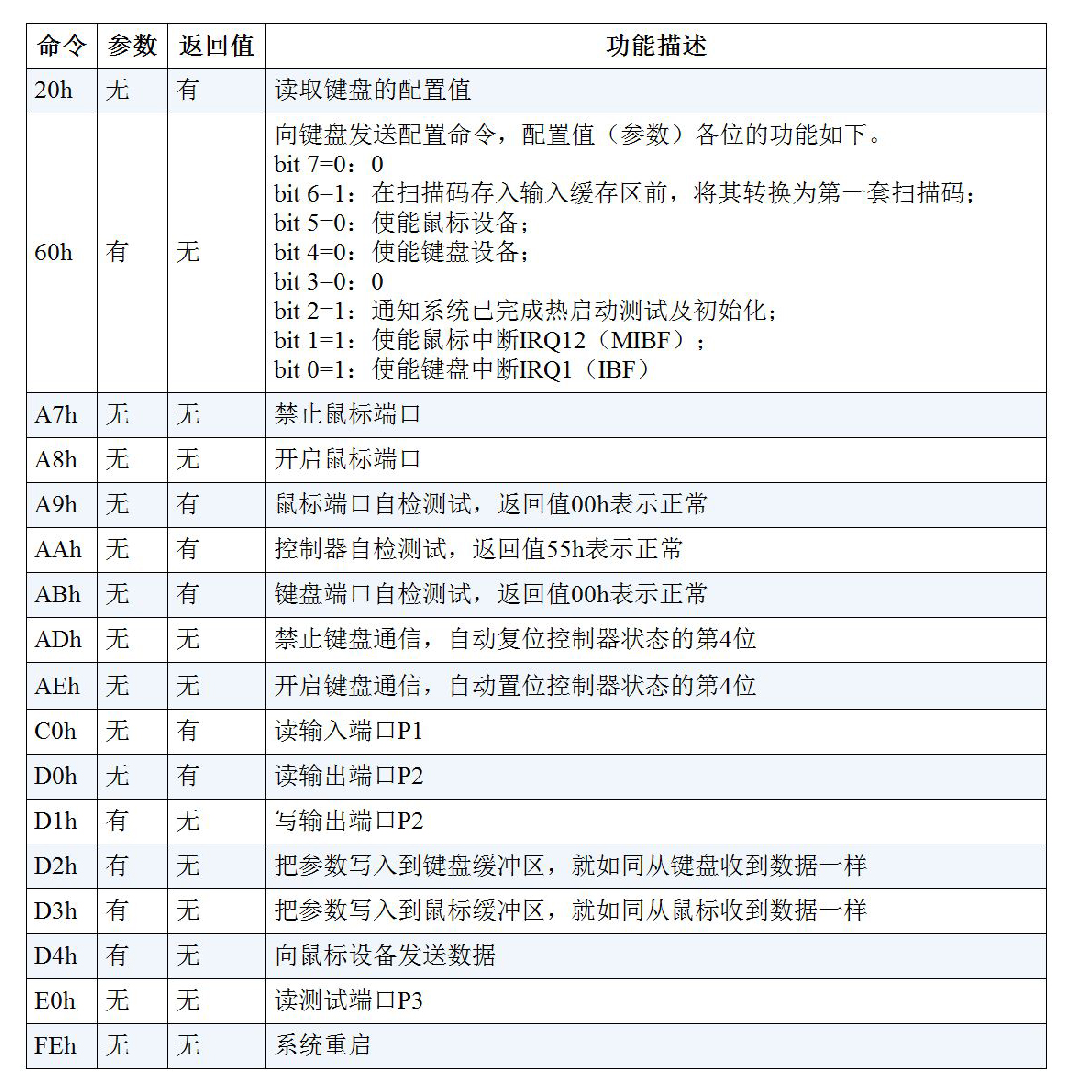 命令 参数 返回值 功能描述
20h 无 有 读取键盘的配置值
向键盘发送配置命令，配置值（参数）各位的功能如下。
bit 7=0：0
bit 6=1：在扫描码存入输入缓存区前，将其转换为第一套扫描码；
bit 5=0：使能鼠标设备；
60h 有 无 bit 4=0：使能键盘设备；
bit 3=0：0
bit 2=1：通知系统已完成热启动测试及初始化；
bit 1=1：使能鼠标中断IRQ12（MIBF）；
bit 0=1：使能键盘中断IRQ1（IBF）
A7h 无 无 禁止鼠标端口
A8h 无 无 开启鼠标端口
A9h 无 有 鼠标端口自检测试，返回值00h表示正常
AAh 无 有 控制器自检测试，返回值55h表示正常
ABh 无 有 键盘端口自检测试，返回值00h表示正常
ADh 无 无 禁止键盘通信，自动复位控制器状态的第4位
AEh 无 无 开启键盘通信，自动置位控制器状态的第4位
C0h 无 有 读输入端口P1
D0h 无 有 读输出端口P2
D1h 有 无 写输出端口P2
D2h 有 无 把参数写入到键盘缓冲区，就如同从键盘收到数据一样
D3h 有 无 把参数写入到鼠标缓冲区，就如同从鼠标收到数据一样
D4h 有 无 向鼠标设备发送数据
E0h 无 无 读测试端口P3
FEh 无 无 系统重启